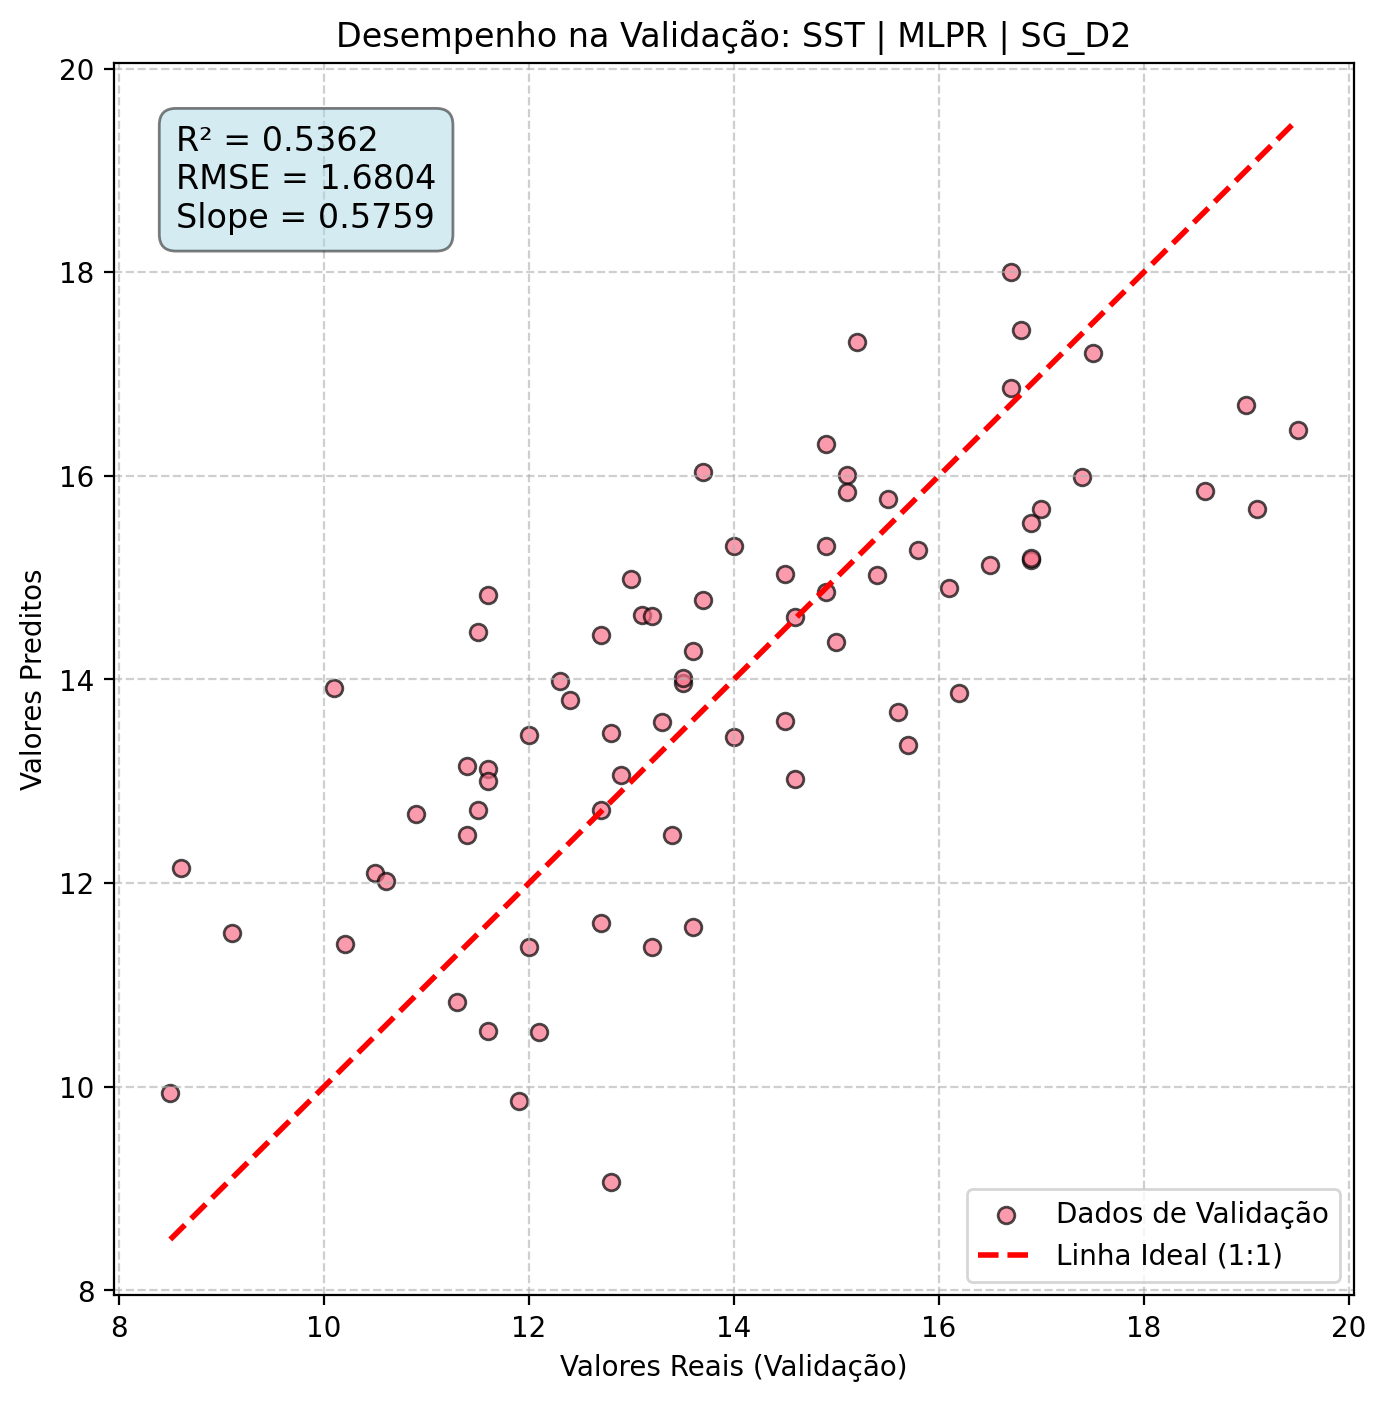 Desempenho na Validação: SST | MLPR | SG_D2
R² = 0.5362
RMSE = 1.6804
Slope = 0.5759
Valores Preditos
20
18
16
14
12
10
8
Dados de Validação
Linha Ideal (1:1)
8 10 12 14 16 18 20
Valores Reais (Validação)